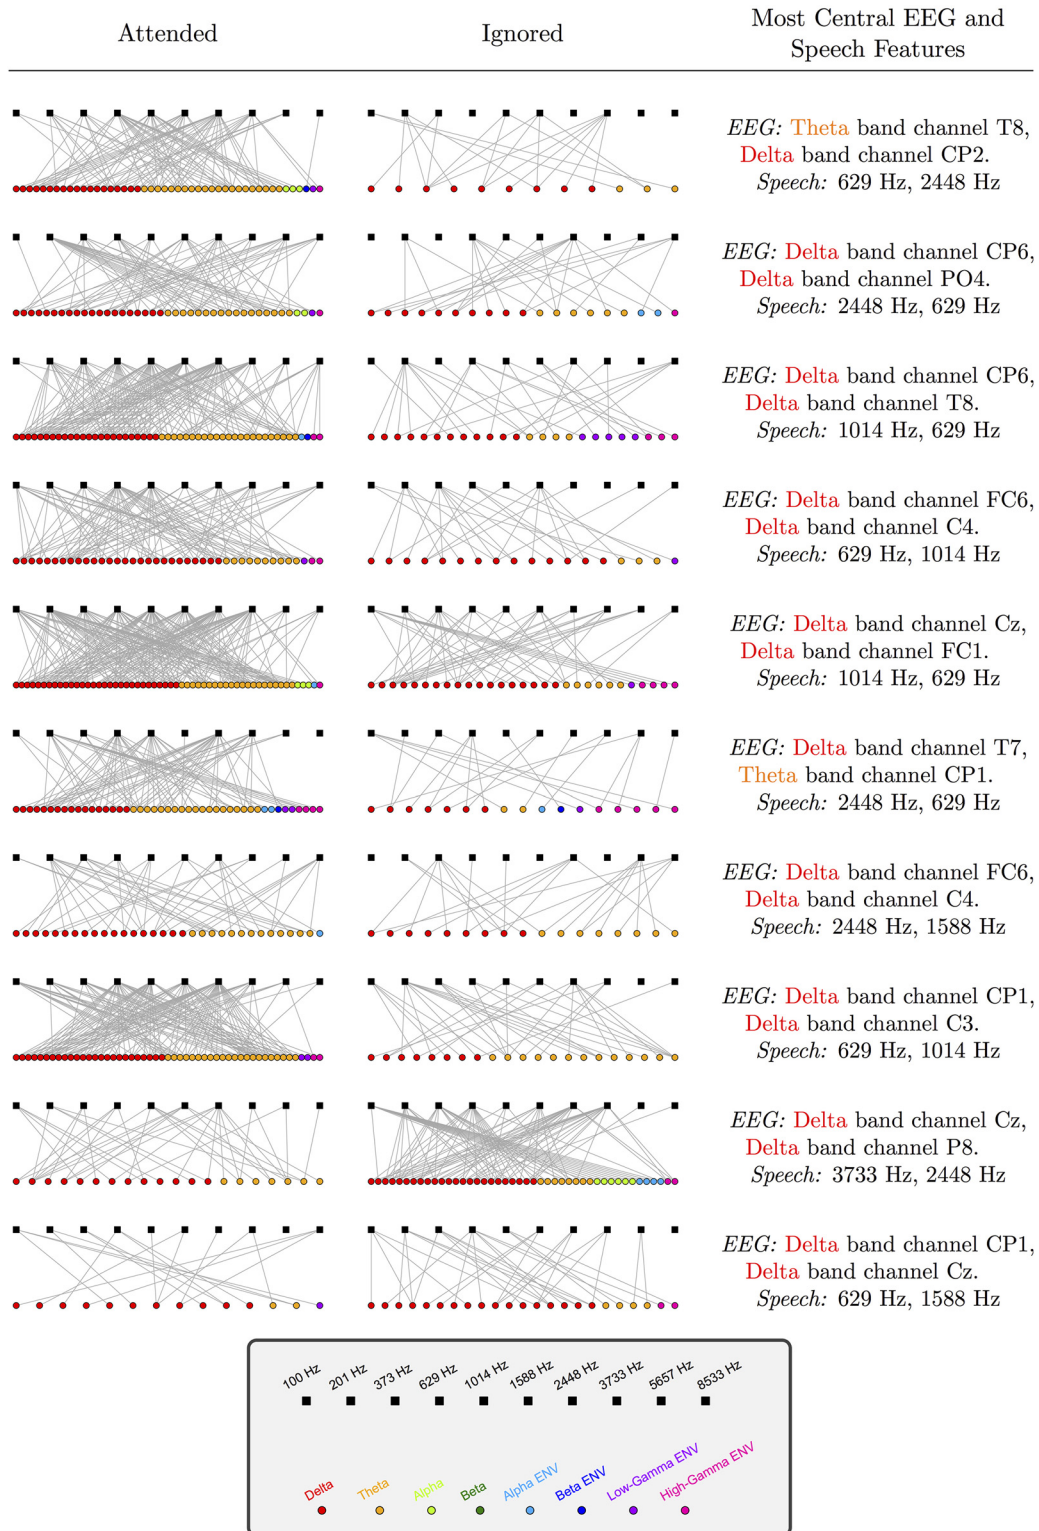 Attended
Ignored
Most Central EEG and
Speech Features
EEG: Theta band channel T8,
Delta band channel CP2.
Speech: 629 Hz, 2448 Hz
EEG: Delta band channel CP6,
Delta band channel PO4.
Speech: 2448 Hz, 629 Hz
EEG: Delta band channel CP6,
Delta band channel T8.
Speech: 1014 Hz, 629 Hz
EEG: Delta band channel FC6,
Delta band channel C4.
Speech: 629 Hz, 1014 Hz
EEG: Delta band channel Cz,
Delta band channel FC1.
Speech: 1014 Hz, 629 Hz
EEG: Delta band channel T7,
Theta band channel CP1.
Speech: 2448 Hz, 629 Hz
EEG: Delta band channel FC6,
Delta band channel C4.
Speech: 2448 Hz, 1588 Hz
EEG: Delta band channel CP1,
Delta band channel C3.
Speech: 629 Hz, 1014 Hz
EEG: Delta band channel Cz,
Delta band channel P8.
Speech: 3733 Hz, 2448 Hz
EEG: Delta band channel CP1,
Delta band channel Cz.
Speech: 629 Hz, 1588 Hz
100 Hz
201 Hz
373 Hz
629 Hz
1014 Hz
1588 Hz
2448 Hz
3733 Hz
5657 Hz
8533 Hz
Delta
Theta
Alpha
Beta
Alpha ENV
Beta ENV
Low-Gamma ENV
High-Gamma ENV